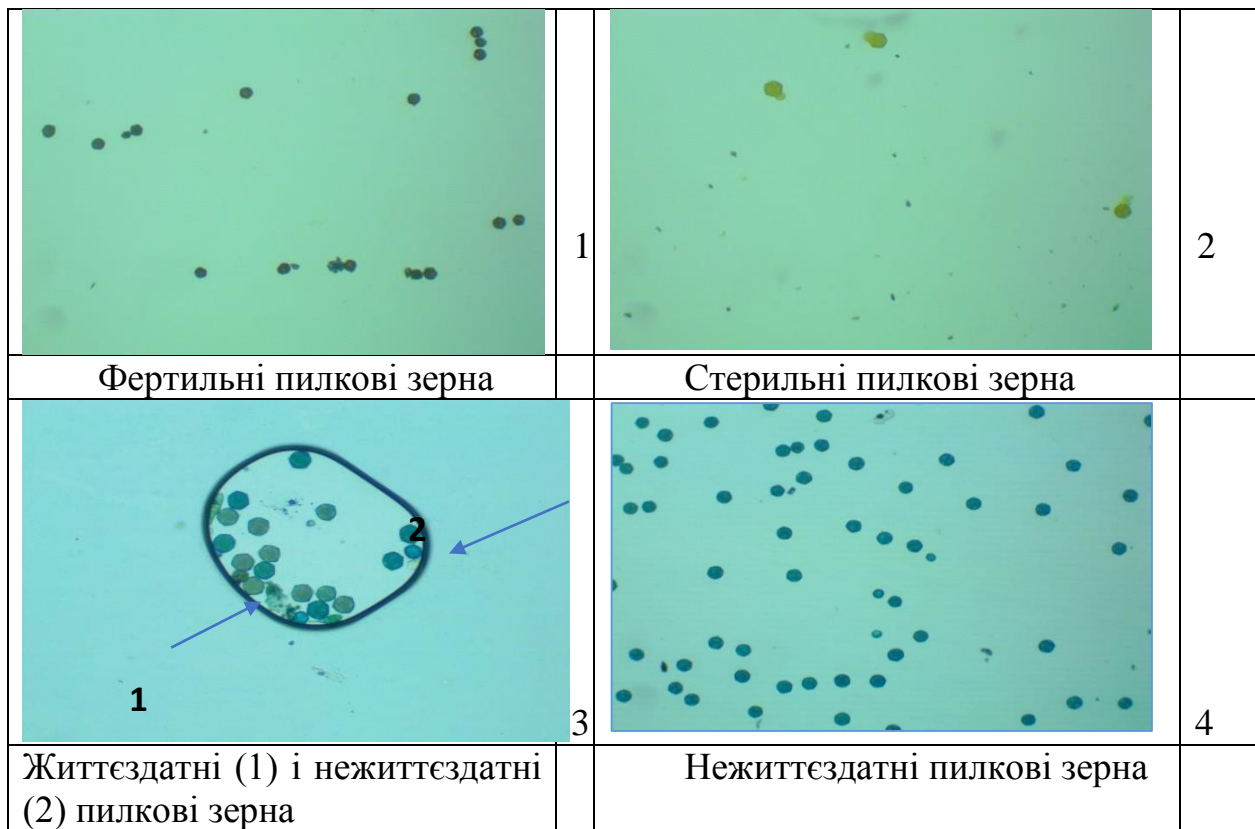 1
2
Фертильні пилкові зерна
Стерильні пилкові зерна
2
1
3
4
Життєздатні (1) і нежиттєздатні
(2) пилкові зерна
Нежиттєздатні пилкові зерна